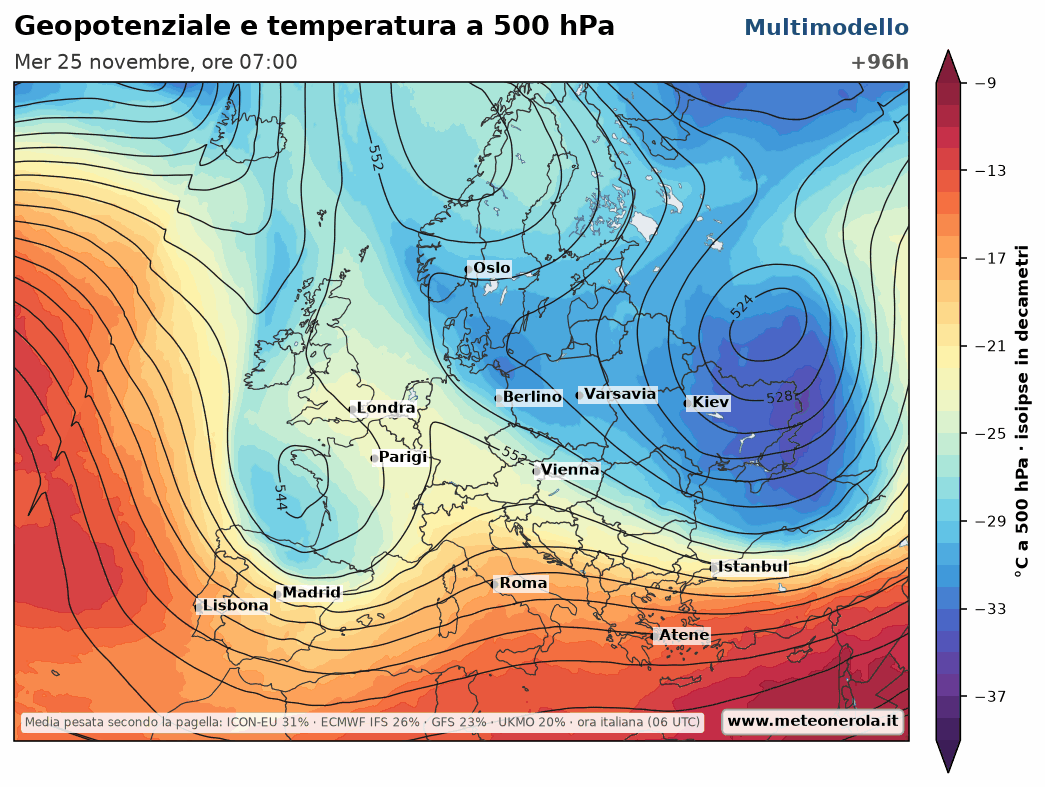 Geopotenziale e temperatura a 500 hPa
Multimodello
Mer 25 novembre, ore 07:00
+96h
552
Oslo
524
528
Berlino
Varsavia
Kiev
Londra
Parigi
552
Vienna
544
Istanbul
Roma
Madrid
Lisbona
Atene
Media pesata secondo la pagella: ICON-EU 31% · ECMWF IFS 26% · GFS 23% · UKMO 20% · ora italiana (06 UTC)
www.meteonerola.it
−9
−13
−17
−21
−25
−29
−33
−37
°C a 500 hPa · isoipse in decametri